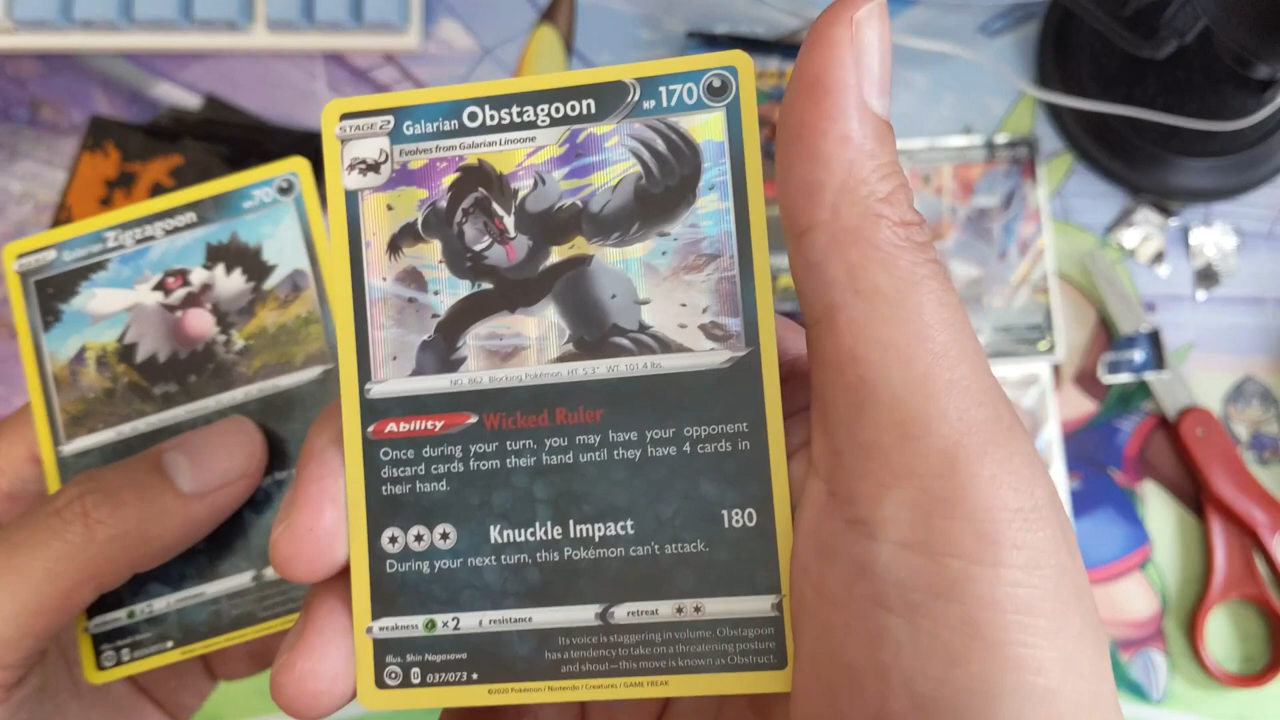 Zigzagoon
70
STAGE 2
Galarian Obstagoon
HP 170
Evolves from Galarian Linoone
NO. 862 Blocking Pokémon HT: 5'3" WT: 101.4 lbs.
Ability Wicked Ruler
Once during your turn, you may have your opponent
discard cards from their hand until they have 4 cards in
their hand.
Knuckle Impact 180
During your next turn, this Pokémon can't attack.
weakness ×2 resistance retreat
Its voice is staggering in volume. Obstagoon
has a tendency to take on a threatening posture
and shout—this move is known as Obstruct.
Illus. Shin Nagasawa
D 037/073 ★
©2020 Pokémon / Nintendo / Creatures / GAME FREAK